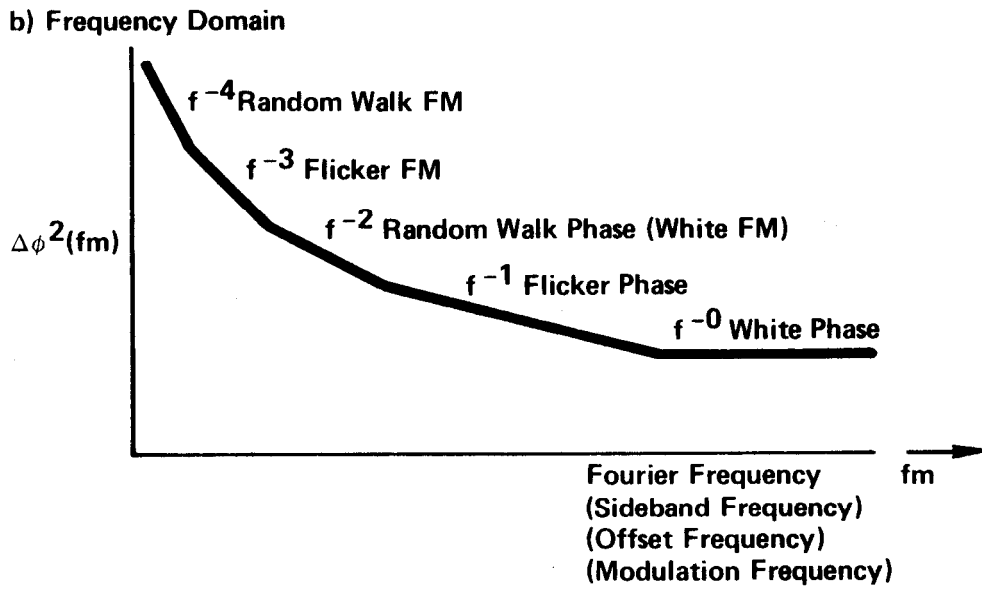 b) Frequency Domain
f⁻⁴ Random Walk FM
f⁻³ Flicker FM
f⁻² Random Walk Phase (White FM)
Δϕ²(fm)
f⁻¹ Flicker Phase
f⁻⁰ White Phase
Fourier Frequency fm
(Sideband Frequency)
(Offset Frequency)
(Modulation Frequency)